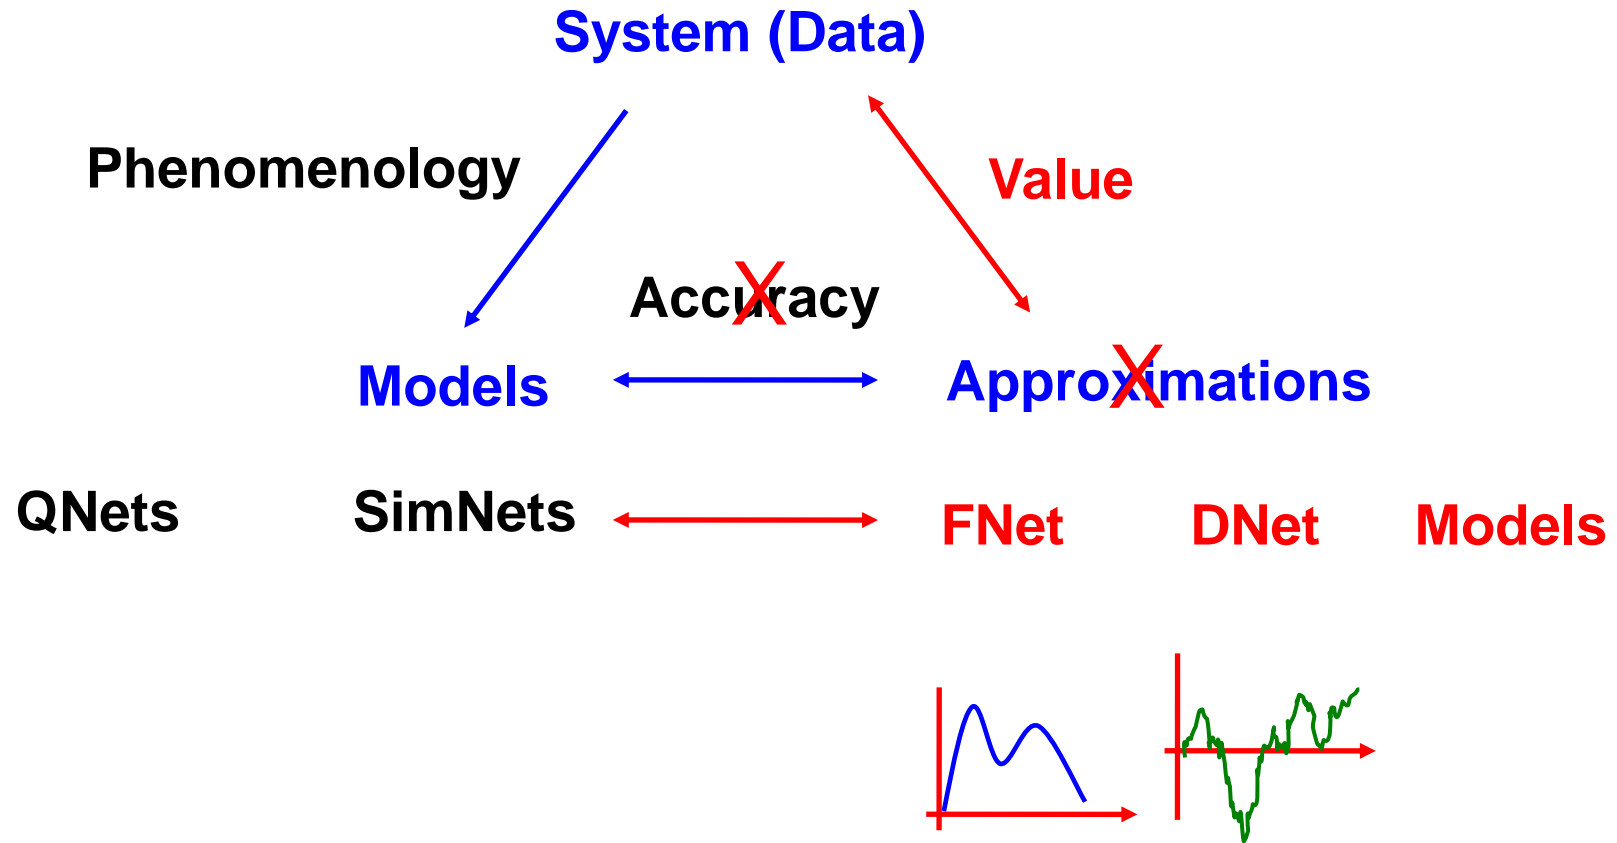 System (Data)
Phenomenology
Value
Accuracy
X
Models
Approximations
X
QNets SimNets FNet DNet Models